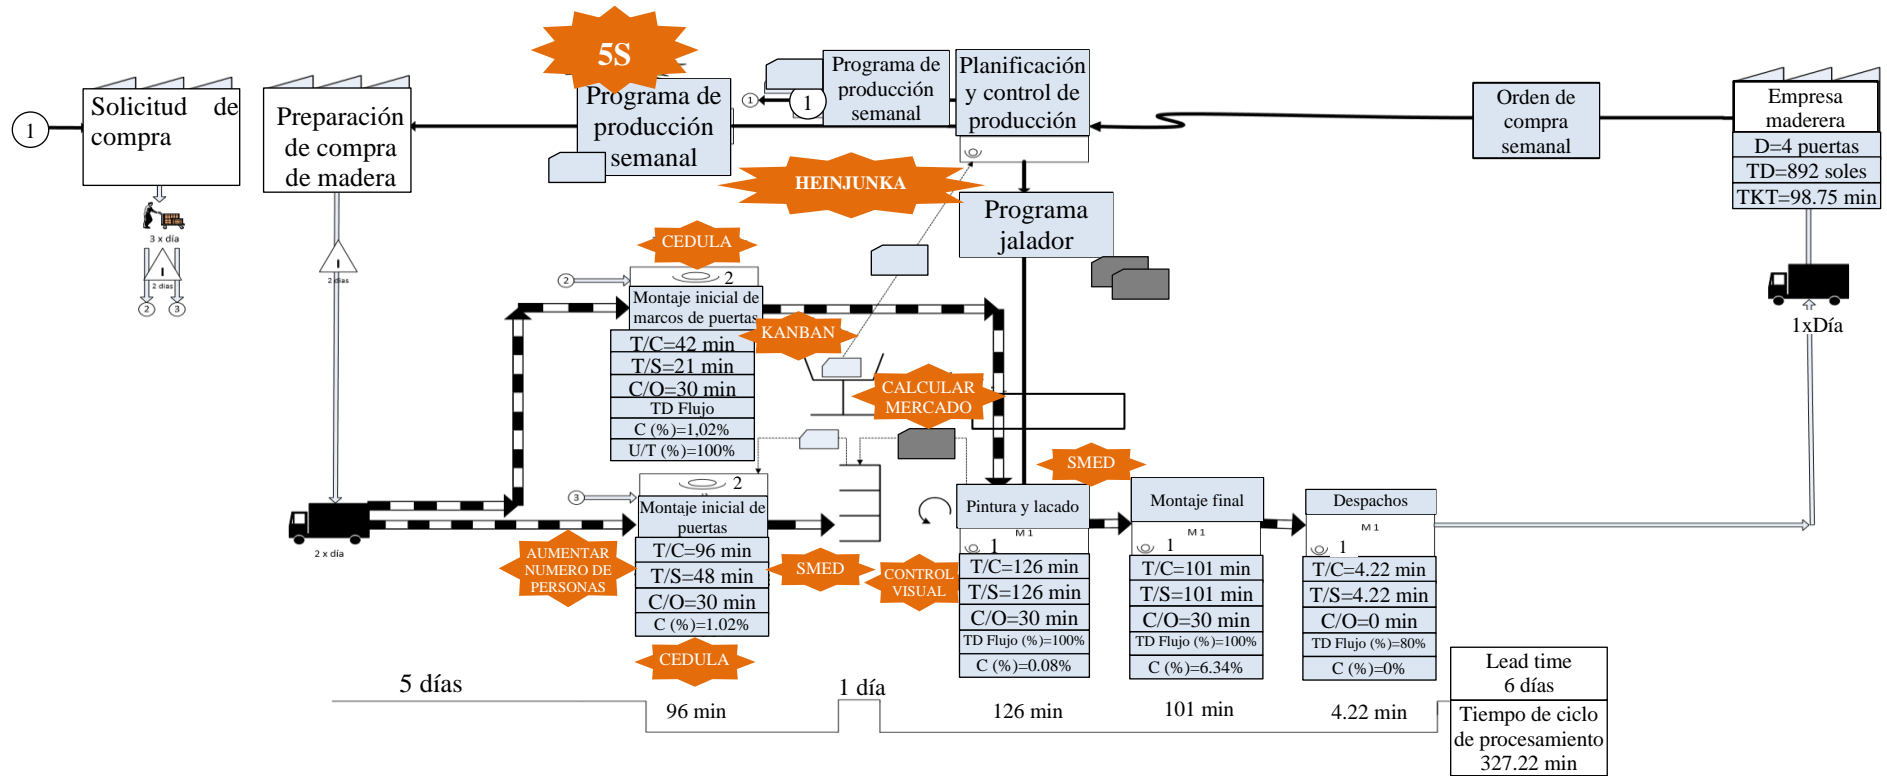 1
Solicitud de
compra
3 x día
I
2 días
2
3
Preparación
de compra
de madera
I
2 días
2 x día
5S
Programa de
producción
semanal
1
1
Programa de
producción
semanal
Planificación
y control de
producción
HEINJUNKA
Programa
jalador
Orden de
compra
semanal
Empresa
maderera
D=4 puertas
TD=892 soles
TKT=98.75 min
1xDía
CEDULA
2
2
Montaje inicial de
marcos de puertas
T/C=42 min
T/S=21 min
C/O=30 min
TD Flujo
C (%)=1,02%
U/T (%)=100%
KANBAN
CALCULAR
MERCADO
3
2
Montaje inicial de
puertas
T/C=96 min
T/S=48 min
C/O=30 min
C (%)=1.02%
AUMENTAR
NUMERO DE
PERSONAS
SMED
CEDULA
CONTROL
VISUAL
SMED
Pintura y lacado
M 1
1
T/C=126 min
T/S=126 min
C/O=30 min
TD Flujo (%)=100%
C (%)=0.08%
Montaje final
M 1
1
T/C=101 min
T/S=101 min
C/O=30 min
TD Flujo (%)=100%
C (%)=6.34%
Despachos
M 1
1
T/C=4.22 min
T/S=4.22 min
C/O=0 min
TD Flujo (%)=80%
C (%)=0%
5 días
96 min
1 día
126 min
101 min
4.22 min
Lead time
6 días
Tiempo de ciclo
de procesamiento
327.22 min